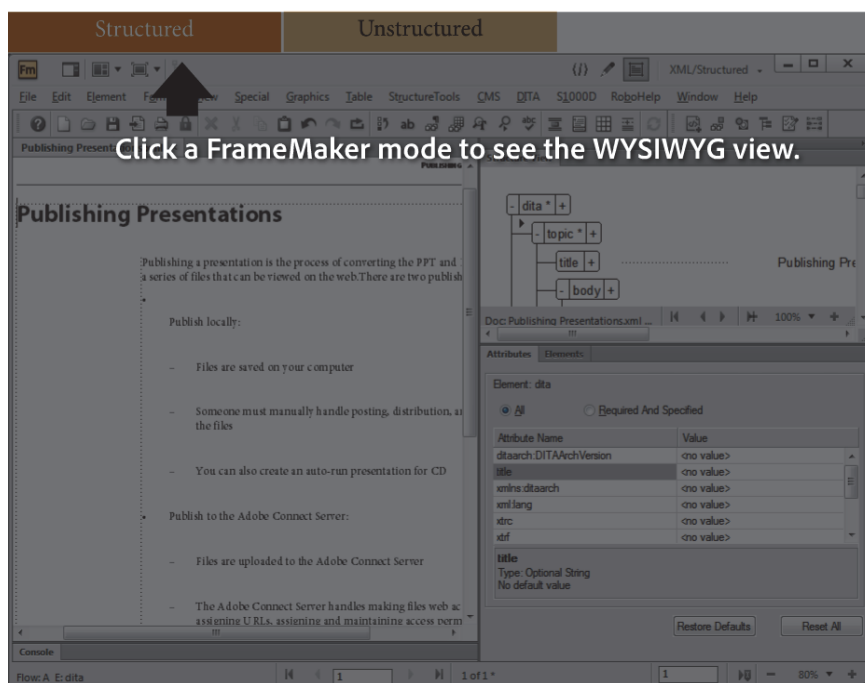 Structured
Unstructured
Fm
XML/Structured
File Edit Element View Special Graphics Table StructureTools CMS DITA S1000D RoboHelp Window Help
Click a FrameMaker mode to see the WYSIWYG view.
Publishing Presentations
Publishing a presentation is the process of converting the PPT and
a series of files that can be viewed on the web.There are two publish
Publish locally:
– Files are saved on your computer
– Someone must manually handle posting, distribution, an
the files
– You can also create an auto-run presentation for CD
Publish to the Adobe Connect Server:
– Files are uploaded to the Adobe Connect Server
– The Adobe Connect Server handles making files web ac
assigning URLs, assigning and maintaining access perm
Console
Flow: A E: dita
1
1 of 1 *
dita *
topic *
title
Publishing Pre
body
Doc: Publishing Presentations.xml ...
100%
Attributes Elements
Element: dita
All Required And Specified
Attribute Name Value
ditaarch:DITAArchVersion <no value>
title <no value>
xmlns:ditaarch <no value>
xml:lang <no value>
xtrc <no value>
xtrf <no value>
title
Type: Optional String
No default value
Restore Defaults Reset All
1
80%